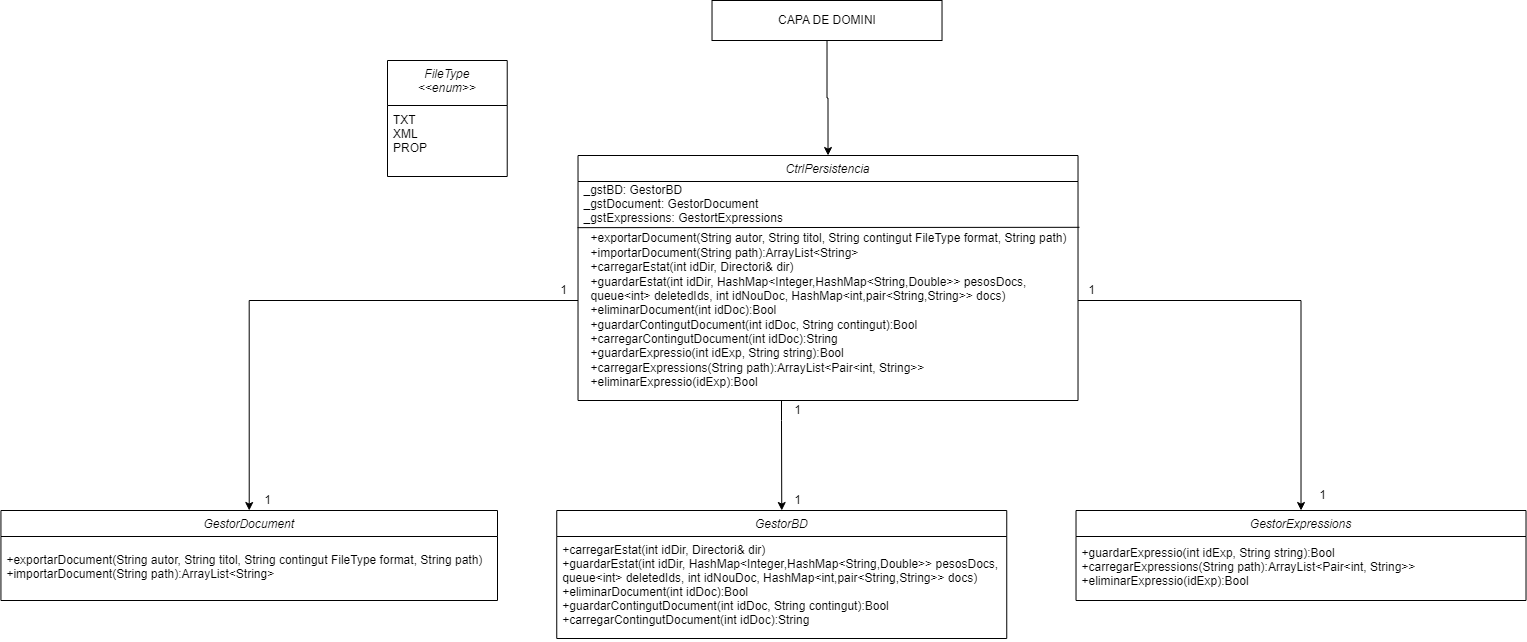 CAPA DE DOMINI
FileType
<<enum>>
TXT
XML
PROP
CtrlPersistencia
_gstBD: GestorBD
_gstDocument: GestorDocument
_gstExpressions: GestortExpressions
+exportarDocument(String autor, String titol, String contingut FileType format, String path)
+importarDocument(String path):ArrayList<String>
+carregarEstat(int idDir, Directori& dir)
+guardarEstat(int idDir, HashMap<Integer,HashMap<String,Double>> pesosDocs,
queue<int> deletedIds, int idNouDoc, HashMap<int,pair<String,String>> docs)
+eliminarDocument(int idDoc):Bool
+guardarContingutDocument(int idDoc, String contingut):Bool
+carregarContingutDocument(int idDoc):String
+guardarExpressio(int idExp, String string):Bool
+carregarExpressions(String path):ArrayList<Pair<int, String>>
+eliminarExpressio(idExp):Bool
1
1
1
1
1
1
GestorDocument
+exportarDocument(String autor, String titol, String contingut FileType format, String path)
+importarDocument(String path):ArrayList<String>
GestorBD
+carregarEstat(int idDir, Directori& dir)
+guardarEstat(int idDir, HashMap<Integer,HashMap<String,Double>> pesosDocs,
queue<int> deletedIds, int idNouDoc, HashMap<int,pair<String,String>> docs)
+eliminarDocument(int idDoc):Bool
+guardarContingutDocument(int idDoc, String contingut):Bool
+carregarContingutDocument(int idDoc):String
GestorExpressions
+guardarExpressio(int idExp, String string):Bool
+carregarExpressions(String path):ArrayList<Pair<int, String>>
+eliminarExpressio(idExp):Bool